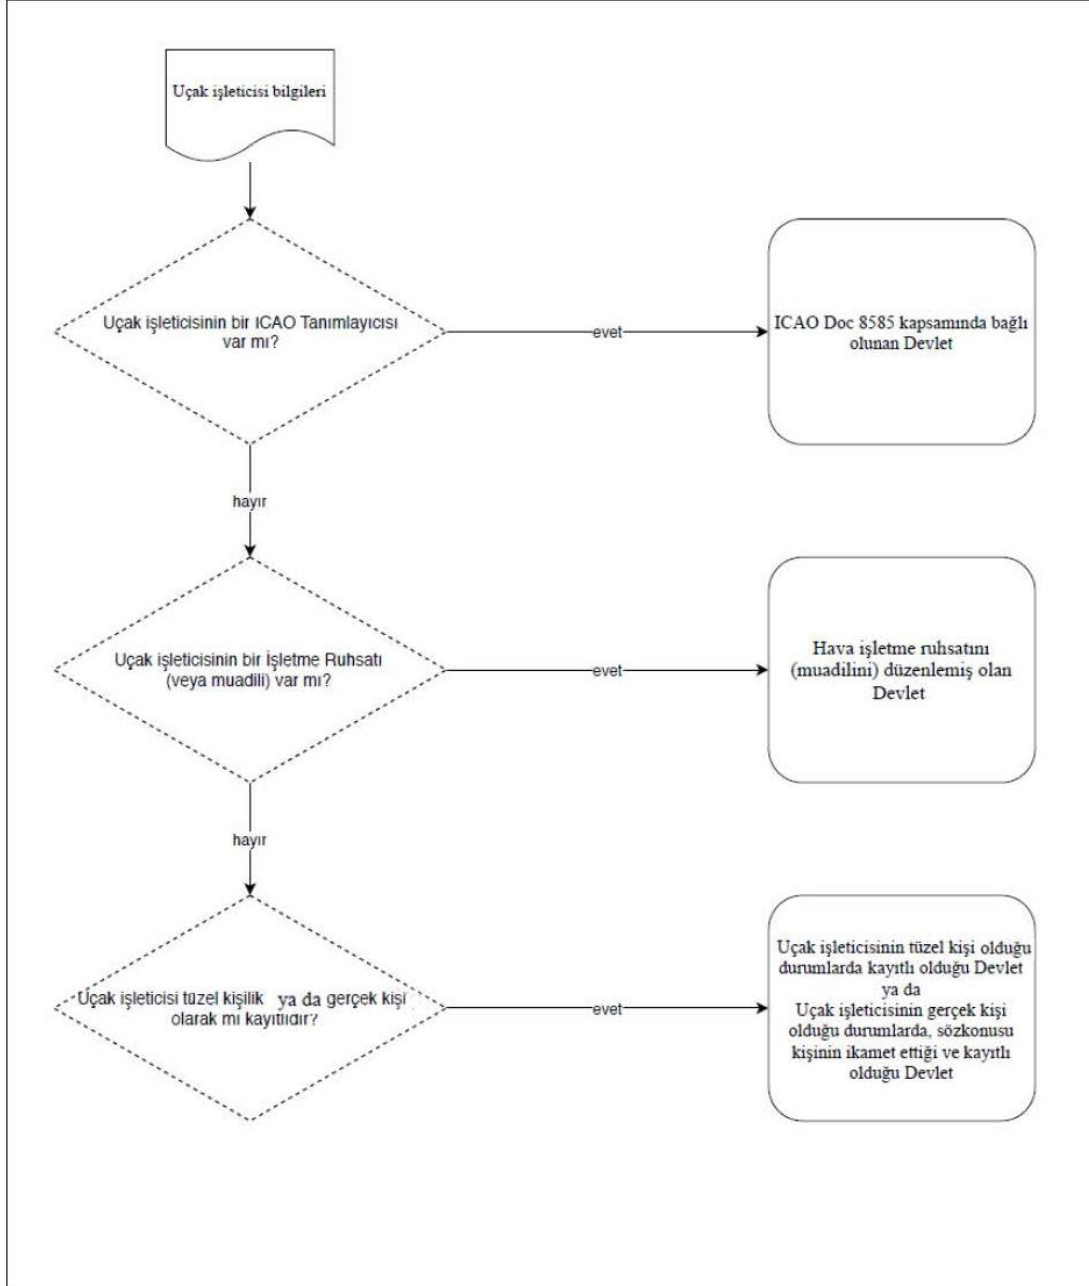 Uçak işleticisi bilgileri
Uçak işleticisinin bir ICAO Tanımlayıcısı
var mı?
evet
ICAO Doc 8585 kapsamında bağlı
olunan Devlet
hayır
Uçak işleticisinin bir İşletme Ruhsatı
(veya muadili) var mı?
evet
Hava işletme ruhsatını
(muadilini) düzenlemiş olan
Devlet
hayır
Uçak işleticisi tüzel kişilik ya da gerçek kişi
olarak mı kayıtlıdır?
evet
Uçak işleticisinin tüzel kişi olduğu
durumlarda kayıtlı olduğu Devlet
ya da
Uçak işleticisinin gerçek kişi
olduğu durumlarda, sözkonusu
kişinin ikamet ettiği ve kayıtlı
olduğu Devlet